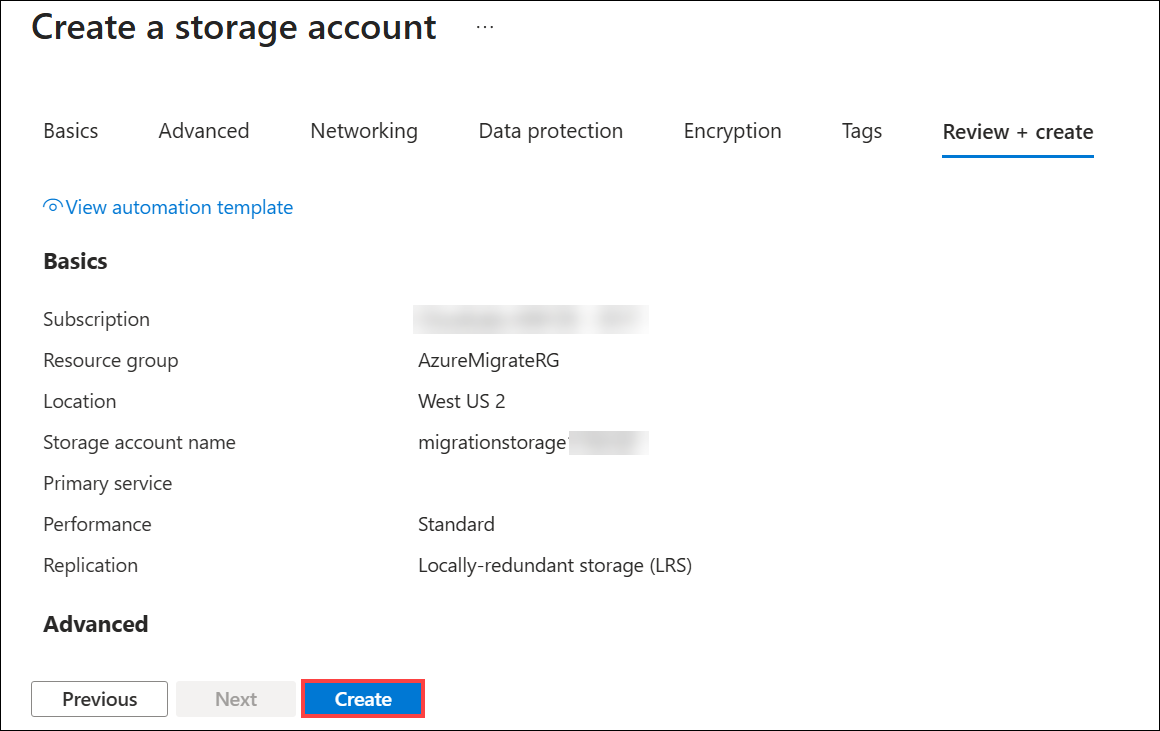 Create a storage account ...
Basics Advanced Networking Data protection Encryption Tags Review + create
View automation template
Basics
Subscription
Resource group AzureMigrateRG
Location West US 2
Storage account name migrationstorage
Primary service
Performance Standard
Replication Locally-redundant storage (LRS)
Advanced
Previous Next Create